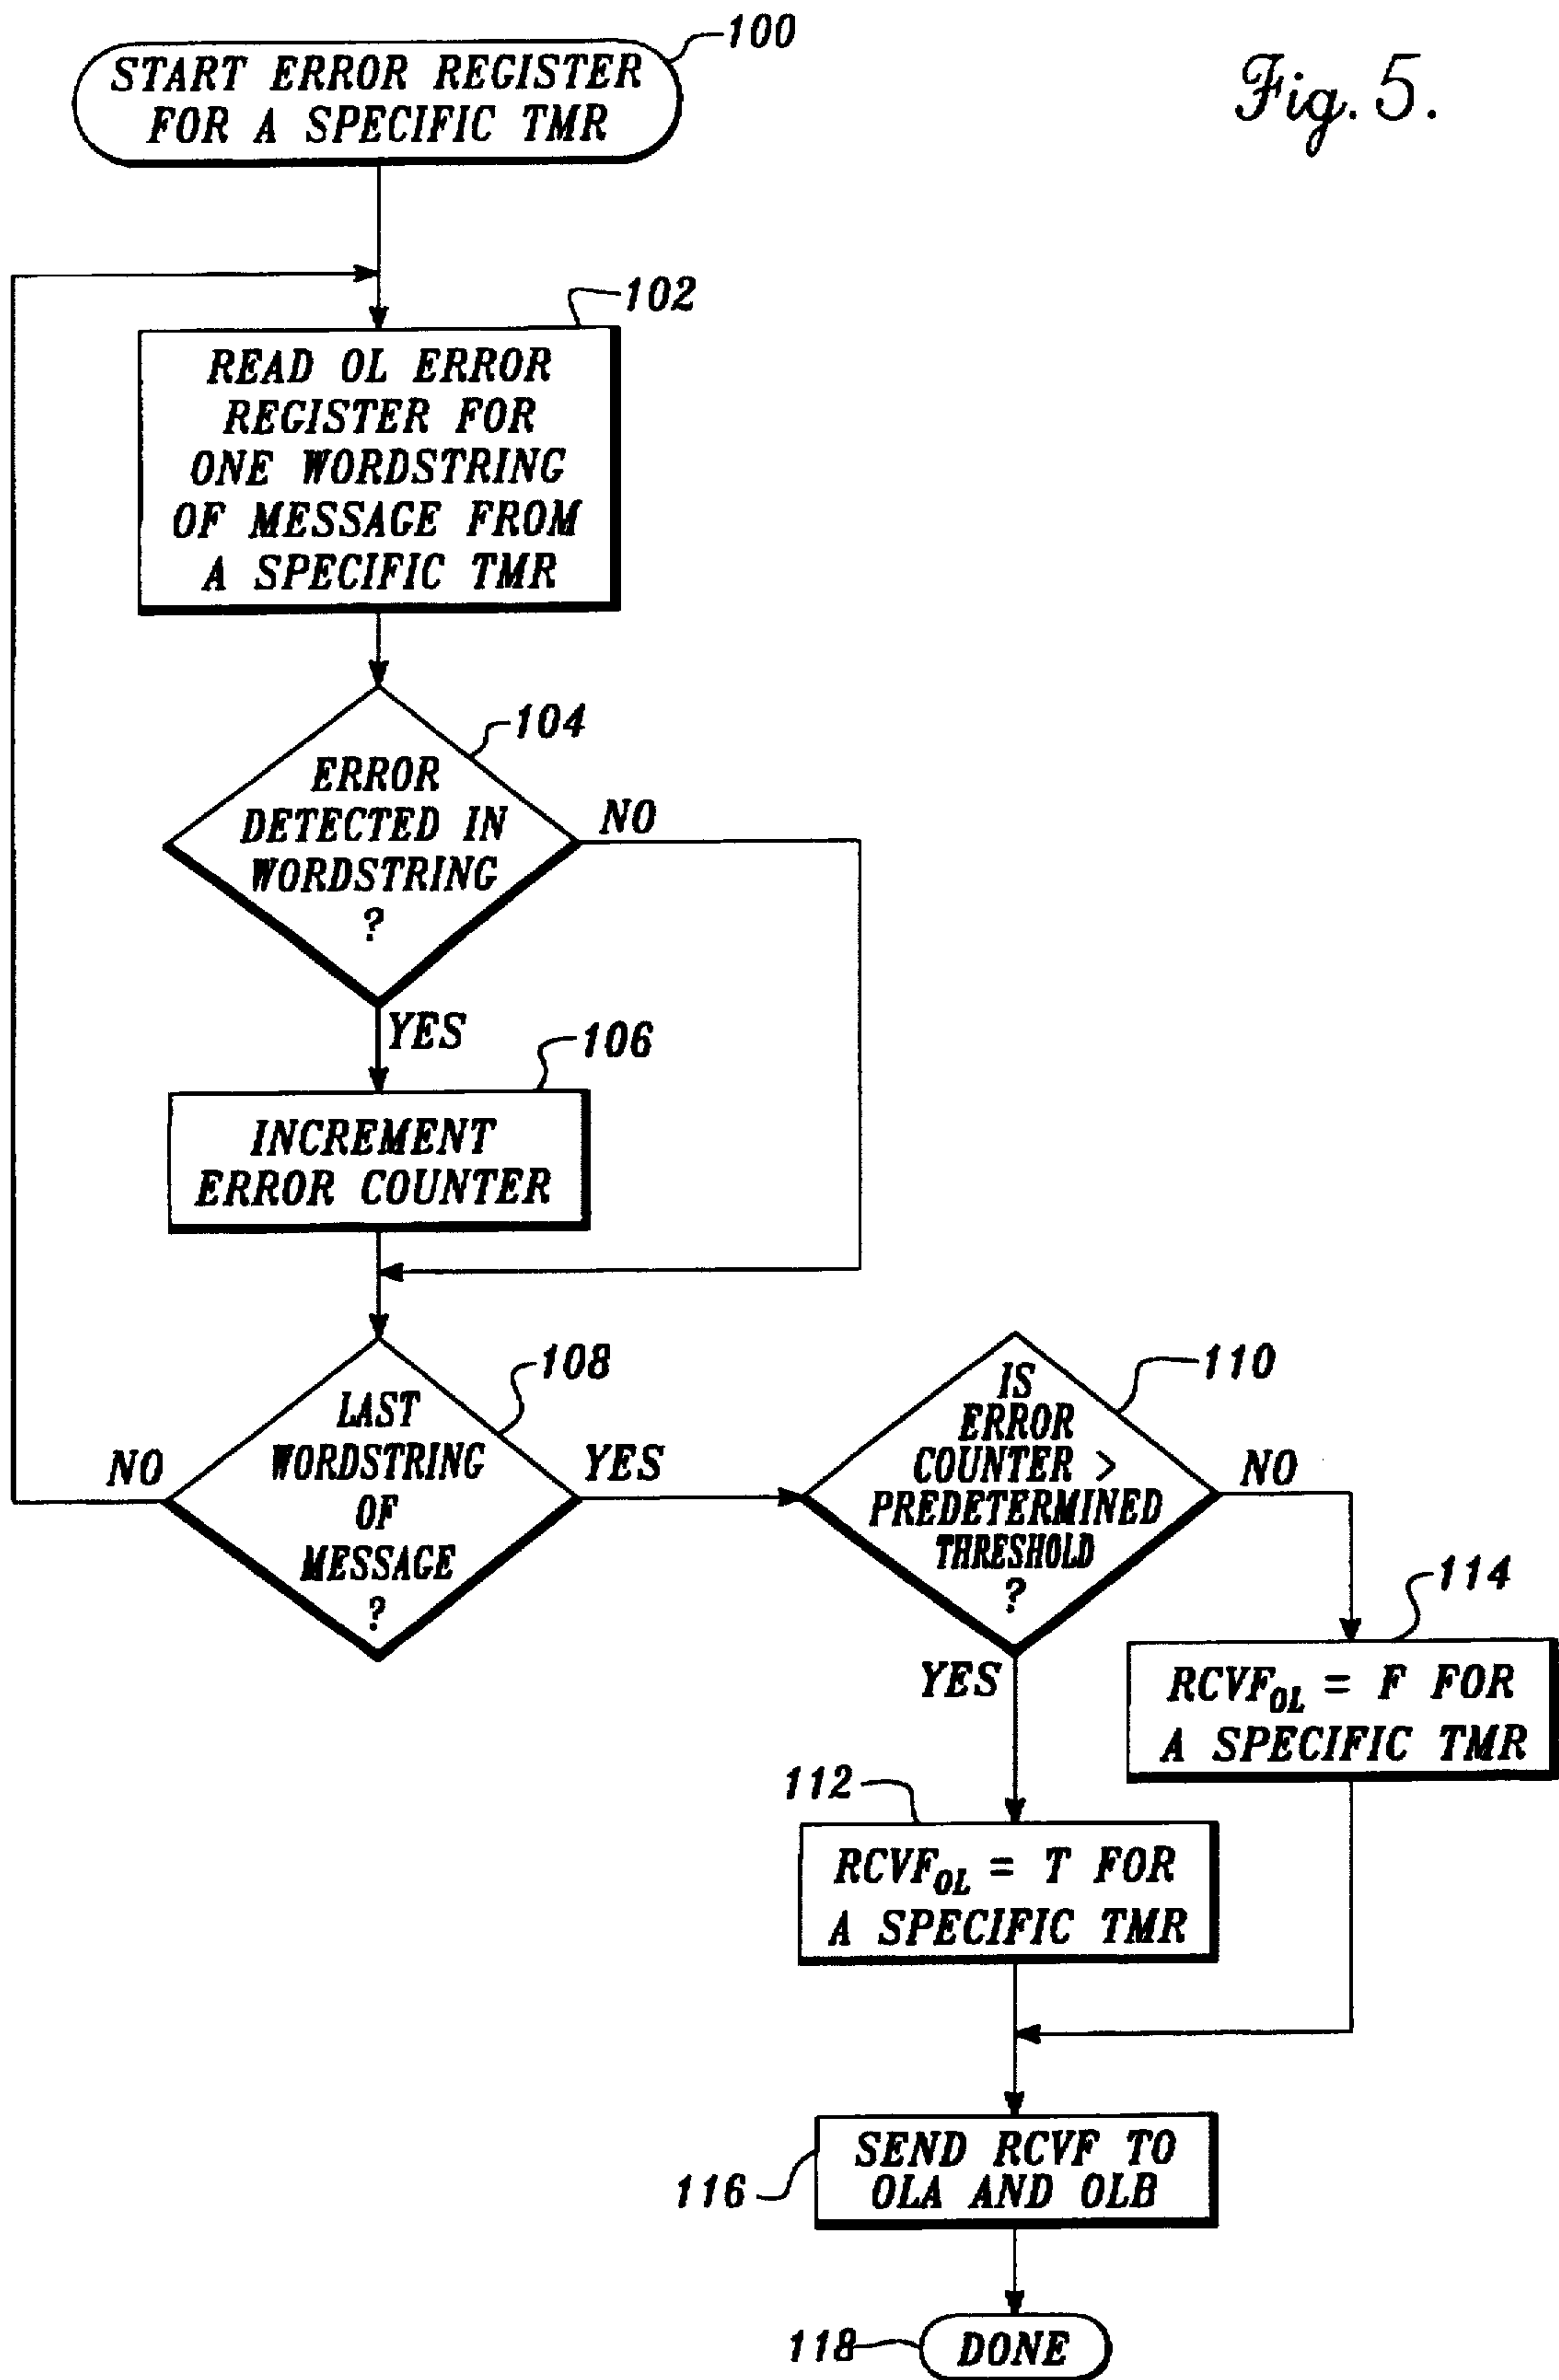 100
START ERROR REGISTER
FOR A SPECIFIC TMR
Fig. 5.
102
READ OL ERROR
REGISTER FOR
ONE WORDSTRING
OF MESSAGE FROM
A SPECIFIC TMR
104
ERROR
DETECTED IN
WORDSTRING
?
NO
YES
106
INCREMENT
ERROR COUNTER
108
LAST
WORDSTRING
OF
MESSAGE
?
NO
YES
110
IS
ERROR
COUNTER >
PREDETERMINED
THRESHOLD
?
NO
YES
114
RCVF_OL = F FOR
A SPECIFIC TMR
112
RCVF_OL = T FOR
A SPECIFIC TMR
116
SEND RCVF TO
OLA AND OLB
118
DONE